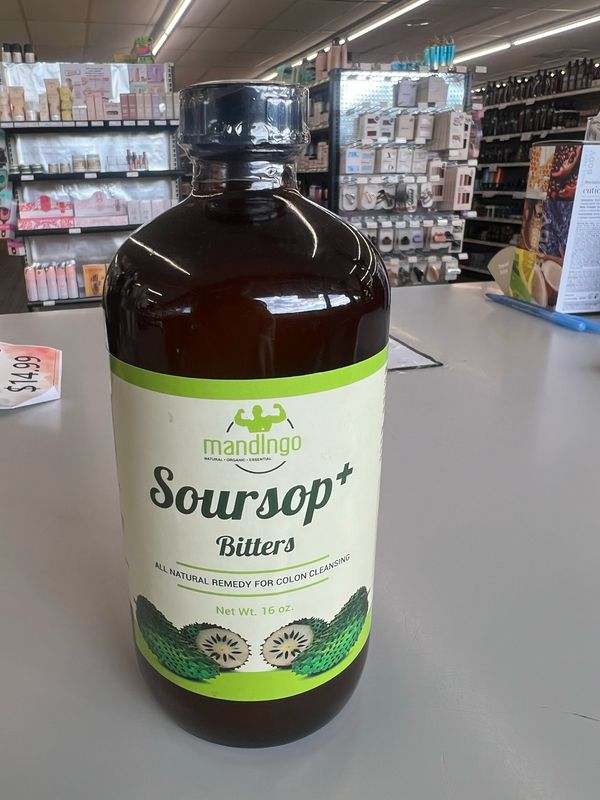 mandIngo
NATURAL • ORGANIC • ESSENTIAL
Soursop+
Bitters
ALL NATURAL REMEDY FOR COLON CLEANSING
Net Wt. 16 oz.
$14.99